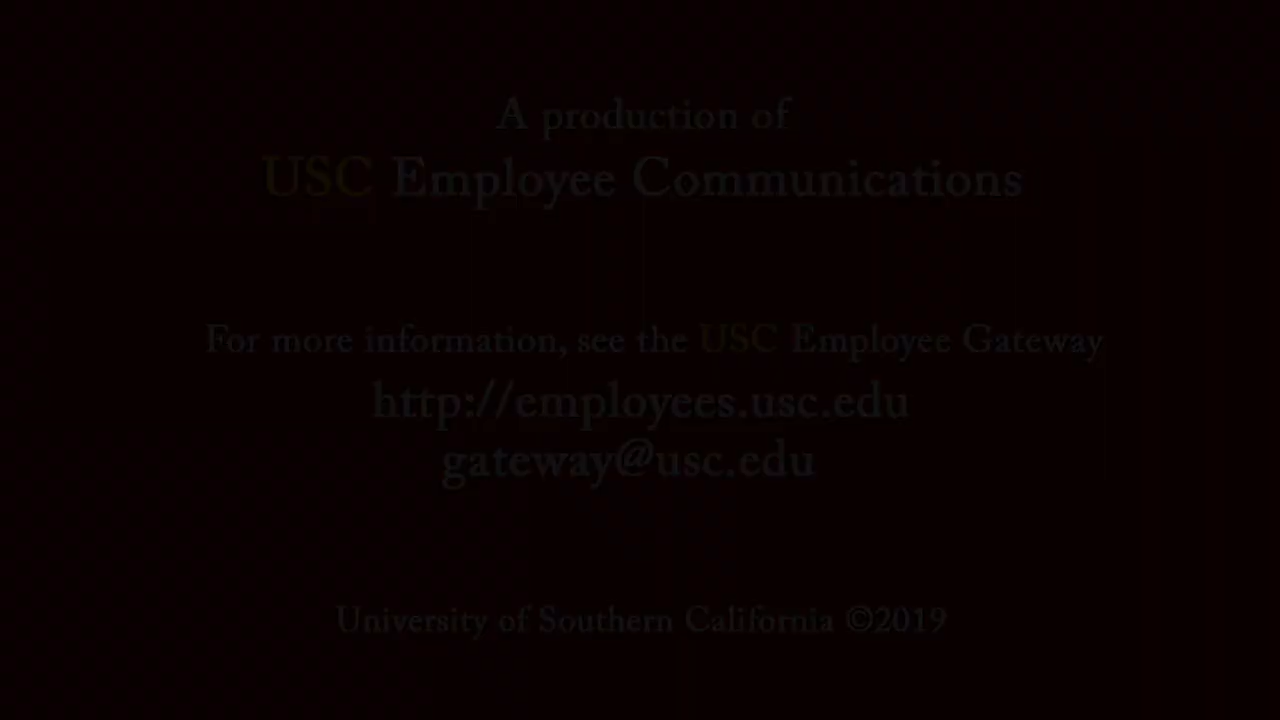 A production of
USC Employee Communications
For more information, see the USC Employee Gateway
http://employees.usc.edu
gateway@usc.edu
University of Southern California ©2019